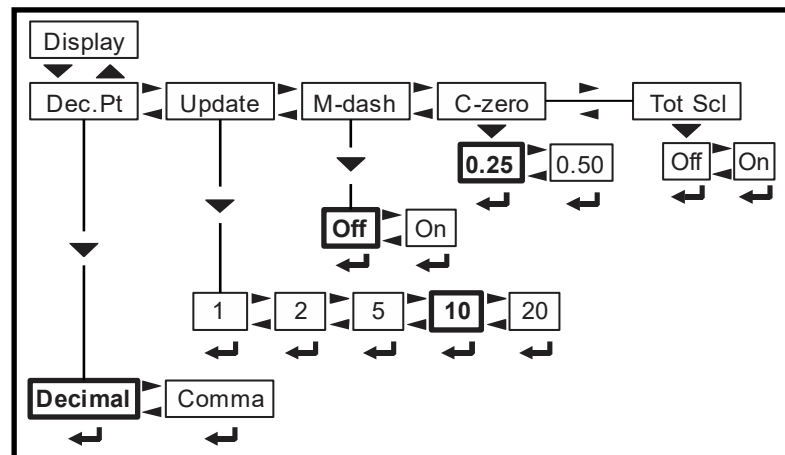 Display
Dec.Pt Update M-dash C-zero Tot Scl
0.25 0.50 Off On
Off On
1 2 5 10 20
Decimal Comma